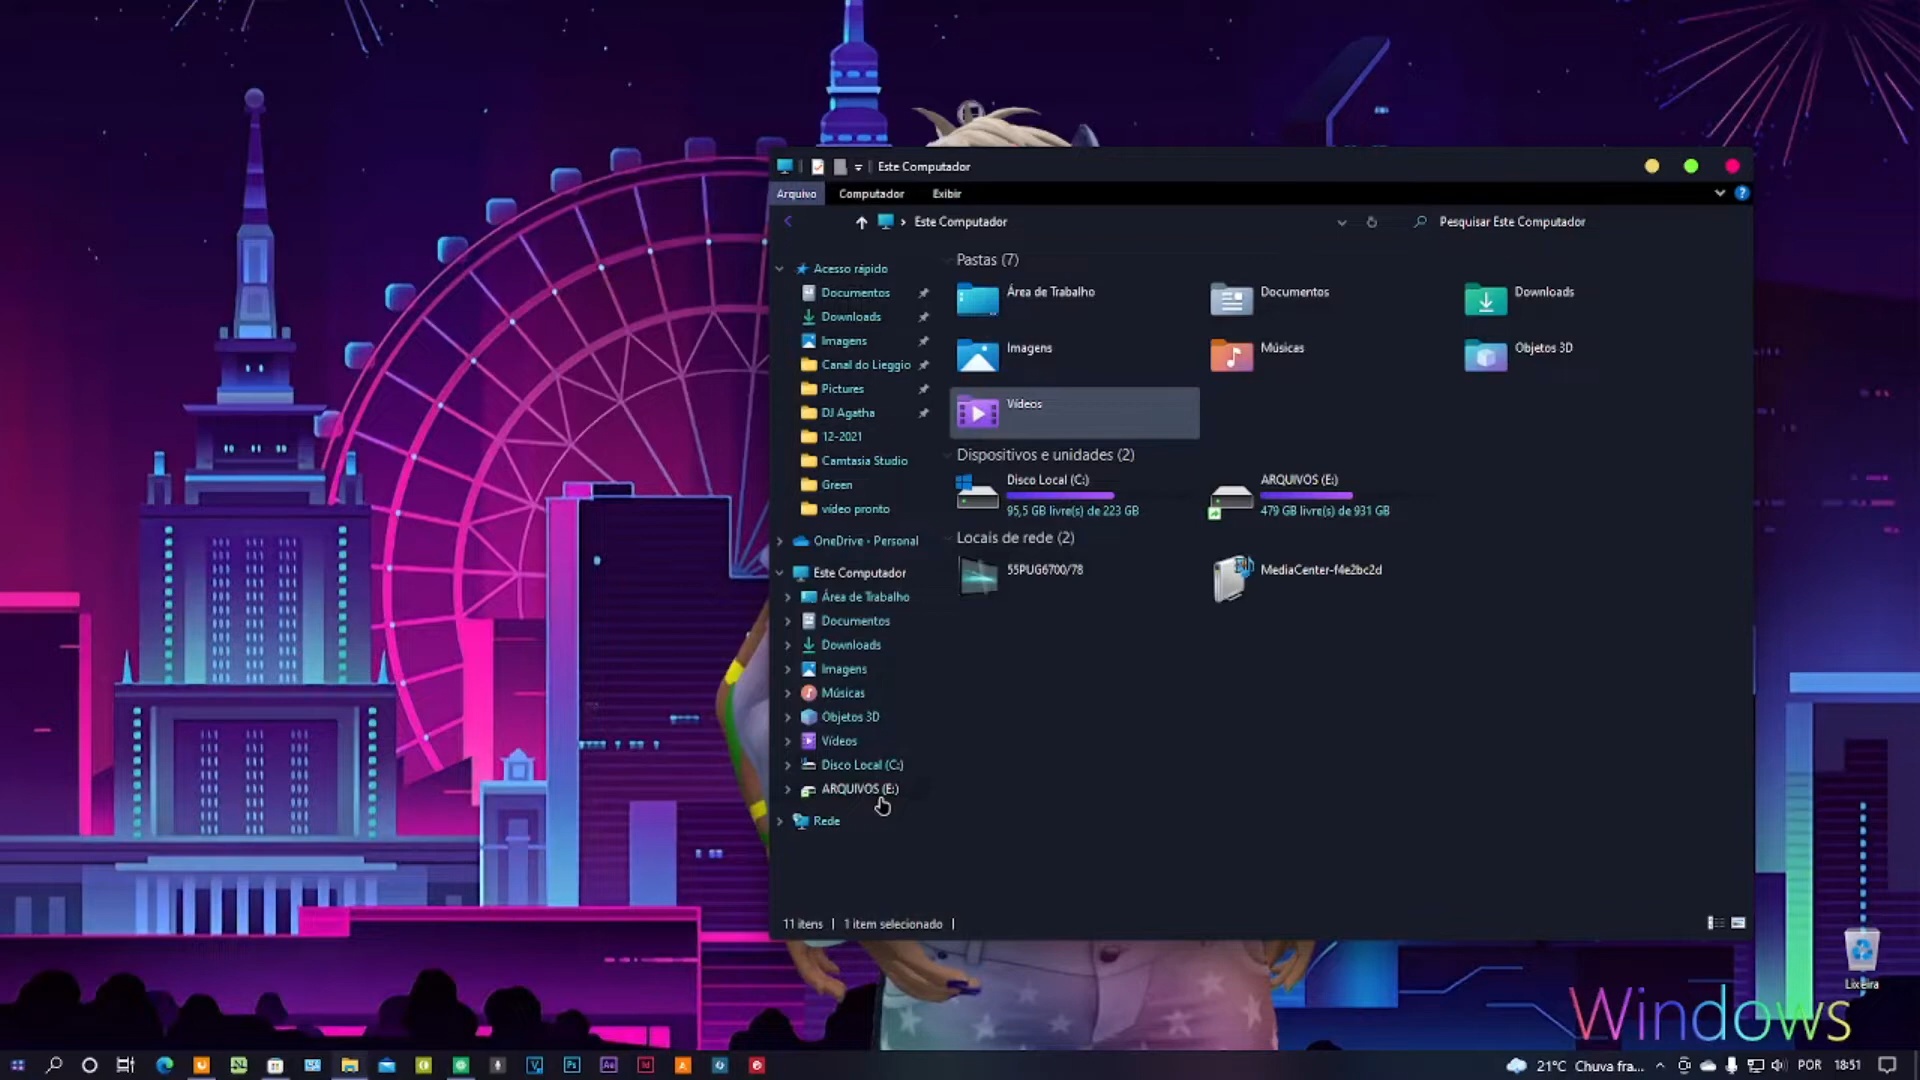 Este Computador
Arquivo Computador Exibir
Este Computador
Pesquisar Este Computador
Acesso rápido
Documentos
Downloads
Imagens
Canal do Lieggio
Pictures
DJ Agatha
12-2021
Camtasia Studio
Green
vídeo pronto
OneDrive - Personal
Este Computador
Área de Trabalho
Documentos
Downloads
Imagens
Músicas
Objetos 3D
Vídeos
Disco Local (C:)
ARQUIVOS (E:)
Rede
Pastas (7)
Área de Trabalho
Documentos
Downloads
Imagens
Músicas
Objetos 3D
Vídeos
Dispositivos e unidades (2)
Disco Local (C:)
95,5 GB livre(s) de 223 GB
ARQUIVOS (E:)
479 GB livre(s) de 931 GB
Locais de rede (2)
55PUG6700/78
MediaCenter-f4e2bc2d
11 itens
1 item selecionado
Lixeira
Windows
21°C Chuva fra...
POR
18:51